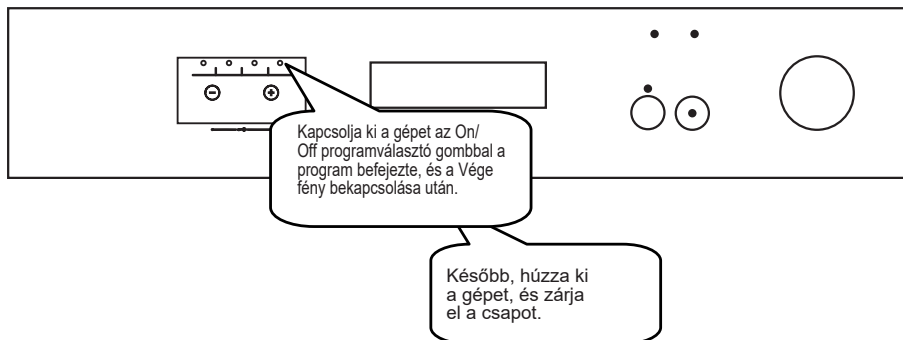 Kapcsolja ki a gépet az On/
Off programválasztó gombbal a
program befejezte, és a Vége
fény bekapcsolása után.
Később, húzza ki
a gépet, és zárja
el a csapot.